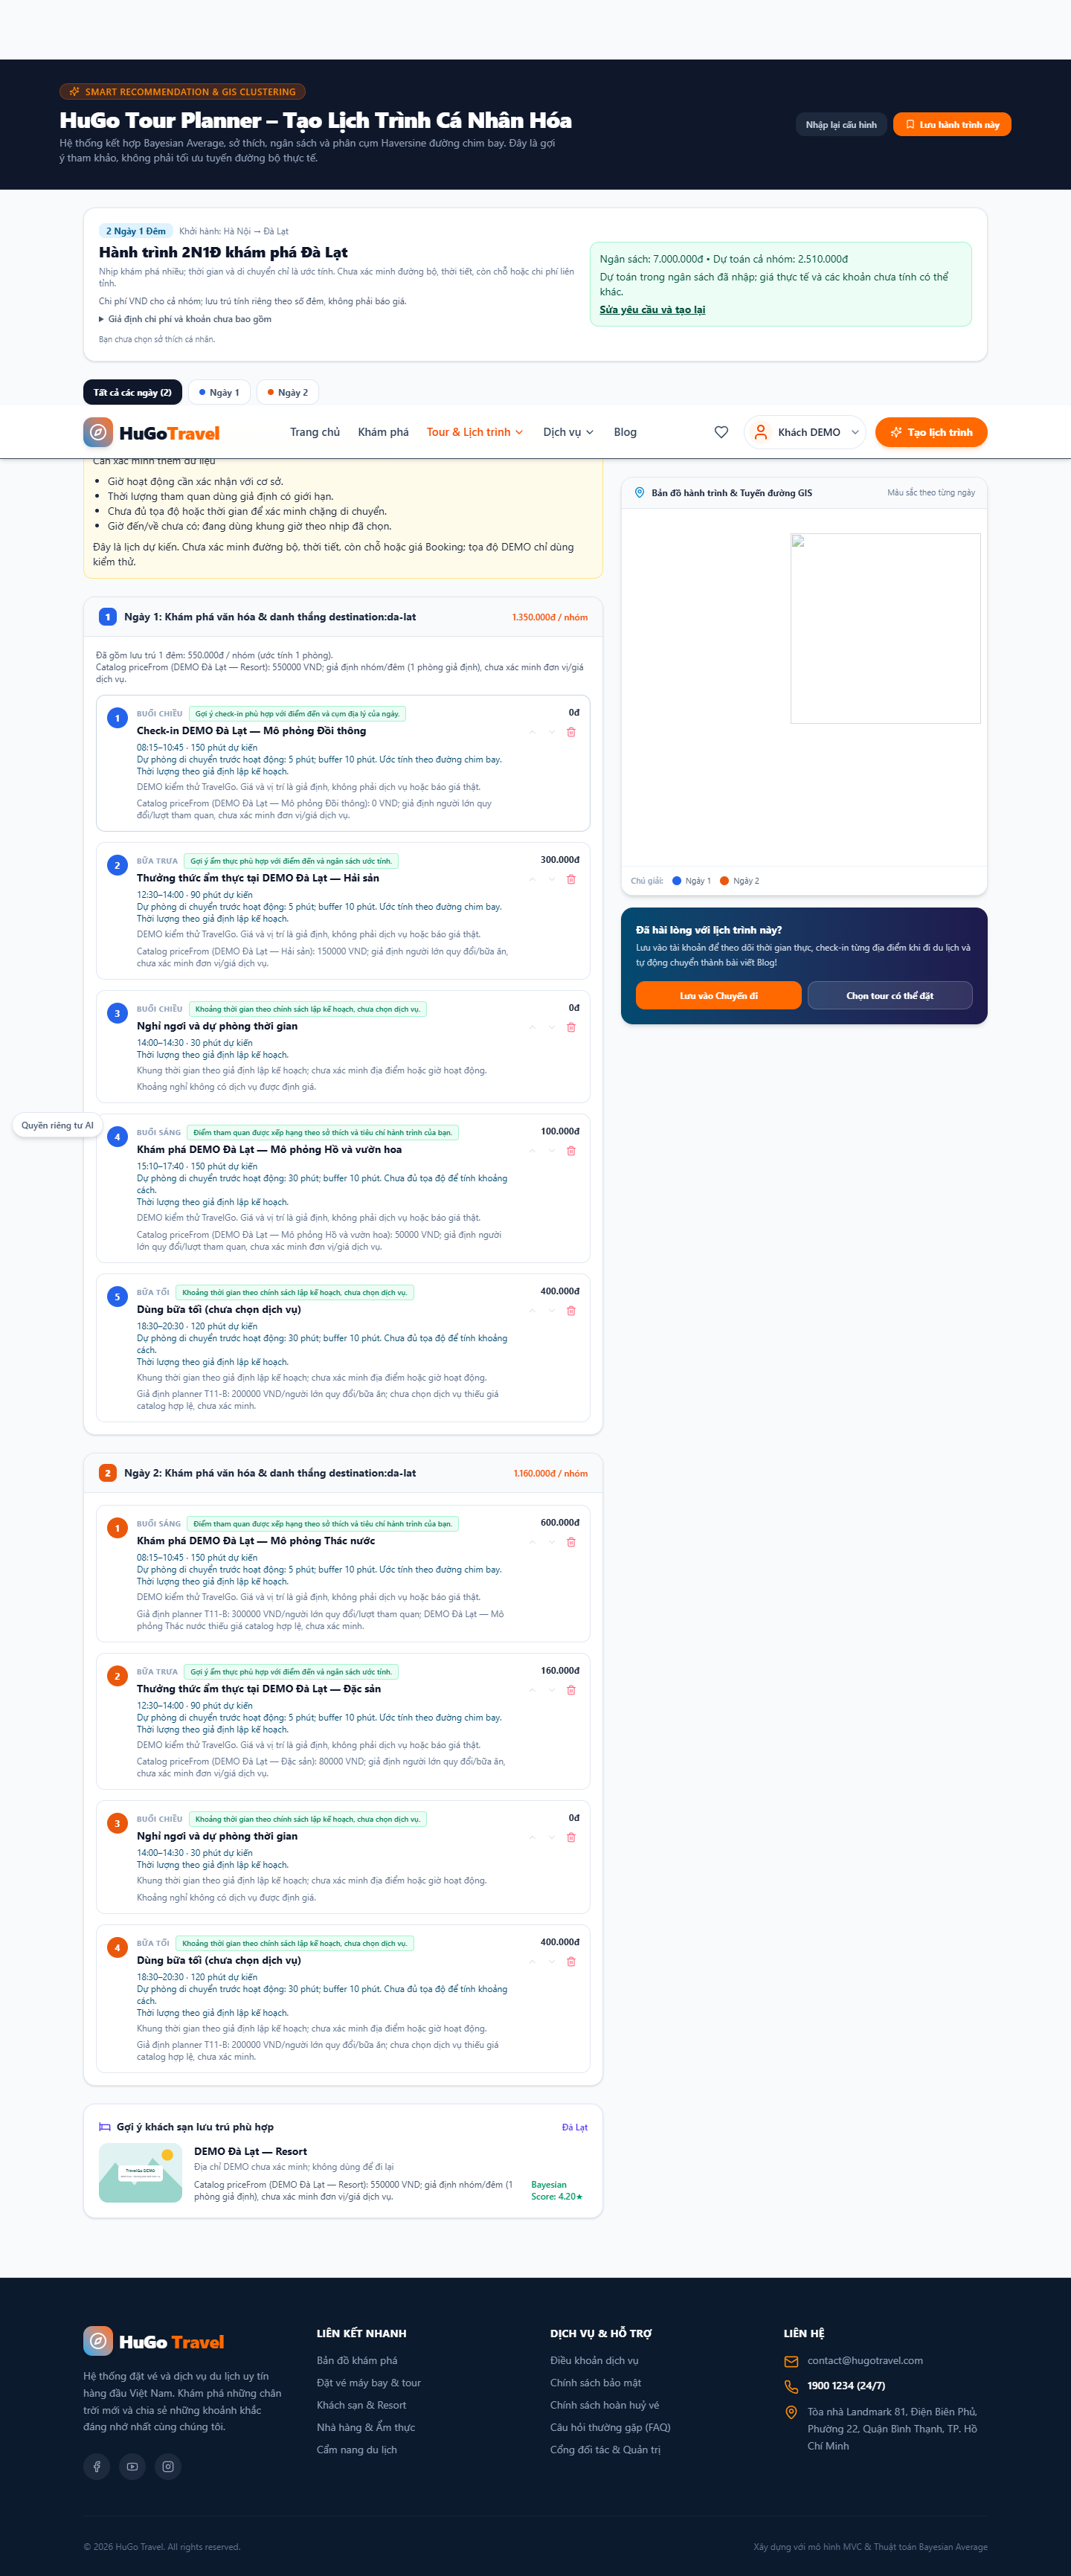 SMART RECOMMENDATION & GIS CLUSTERING
HuGo Tour Planner – Tạo Lịch Trình Cá Nhân Hóa
Hệ thống kết hợp Bayesian Average, sở thích, ngân sách và phân cụm Haversine đường chim bay. Đây là gợi
ý tham khảo, không phải tối ưu tuyến đường bộ thực tế.
Nhập lại cấu hình
Lưu hành trình này
2 Ngày 1 Đêm Khởi hành: Hà Nội → Đà Lạt
Hành trình 2N1Đ khám phá Đà Lạt
Nhịp khám phá nhiều; thời gian và di chuyển chỉ là ước tính. Chưa xác minh đường bộ, thời tiết, còn chỗ hoặc chi phí liên
tỉnh.
Chi phí VND cho cả nhóm; lưu trú tính riêng theo số đêm, không phải báo giá.
▶ Giả định chi phí và khoản chưa bao gồm
Bạn chưa chọn sở thích cá nhân.
Ngân sách: 7.000.000đ • Dự toán cả nhóm: 2.510.000đ
Dự toán trong ngân sách đã nhập; giá thực tế và các khoản chưa tính có thể
khác.
Sửa yêu cầu và tạo lại
Tất cả các ngày (2)
Ngày 1
Ngày 2
HuGoTravel
Trang chủ
Khám phá
Tour & Lịch trình
Dịch vụ
Blog
Khách DEMO
Tạo lịch trình
Cần xác minh thêm dữ liệu
• Giờ hoạt động cần xác nhận với cơ sở.
• Thời lượng tham quan dùng giả định có giới hạn.
• Chưa đủ tọa độ hoặc thời gian để xác minh chặng di chuyển.
• Giờ đến/về chưa có; đang dùng khung giờ theo nhịp đã chọn.
Đây là lịch dự kiến. Chưa xác minh đường bộ, thời tiết, còn chỗ hoặc giá Booking; tọa độ DEMO chỉ dùng
kiểm thử.
Bản đồ hành trình & Tuyến đường GIS
Màu sắc theo từng ngày
Chú giải: Ngày 1 Ngày 2
Đã hài lòng với lịch trình này?
Lưu vào tài khoản để theo dõi thời gian thực, check-in từng địa điểm khi đi du lịch và
tự động chuyển thành bài viết Blog!
Lưu vào Chuyến đi
Chọn tour có thể đặt
1 Ngày 1: Khám phá văn hóa & danh thắng destination:da-lat 1.350.000đ / nhóm
Đã gồm lưu trú 1 đêm: 550.000đ / nhóm (ước tính 1 phòng).
Catalog priceFrom (DEMO Đà Lạt — Resort): 550000 VND; giả định nhóm/đêm (1 phòng giả định), chưa xác minh đơn vị/giá
dịch vụ.
1 BUỔI CHIỀU Gợi ý check-in phù hợp với điểm đến và cụm địa lý của ngày. 0đ
Check-in DEMO Đà Lạt — Mô phỏng Đồi thông
08:15–10:45 · 150 phút dự kiến
Dự phòng di chuyển trước hoạt động: 5 phút; buffer 10 phút. Ước tính theo đường chim bay.
Thời lượng theo giả định lập kế hoạch.
DEMO kiểm thử TravelGo. Giá và vị trí là giả định, không phải dịch vụ hoặc báo giá thật.
Catalog priceFrom (DEMO Đà Lạt — Mô phỏng Đồi thông): 0 VND; giả định người lớn quy
đổi/lượt tham quan, chưa xác minh đơn vị/giá dịch vụ.
2 BỮA TRƯA Gợi ý ẩm thực phù hợp với điểm đến và ngân sách ước tính. 300.000đ
Thưởng thức ẩm thực tại DEMO Đà Lạt — Hải sản
12:30–14:00 · 90 phút dự kiến
Dự phòng di chuyển trước hoạt động: 5 phút; buffer 10 phút. Ước tính theo đường chim bay.
Thời lượng theo giả định lập kế hoạch.
DEMO kiểm thử TravelGo. Giá và vị trí là giả định, không phải dịch vụ hoặc báo giá thật.
Catalog priceFrom (DEMO Đà Lạt — Hải sản): 150000 VND; giả định người lớn quy đổi/bữa ăn,
chưa xác minh đơn vị/giá dịch vụ.
3 BUỔI CHIỀU Khoảng thời gian theo chính sách lập kế hoạch, chưa chọn dịch vụ. 0đ
Nghỉ ngơi và dự phòng thời gian
14:00–14:30 · 30 phút dự kiến
Thời lượng theo giả định lập kế hoạch.
Khung thời gian theo giả định lập kế hoạch; chưa xác minh địa điểm hoặc giờ hoạt động.
Khoảng nghỉ không có dịch vụ được định giá.
Quyền riêng tư AI
4 BUỔI SÁNG Điểm tham quan được xếp hạng theo sở thích và tiêu chí hành trình của bạn. 100.000đ
Khám phá DEMO Đà Lạt — Mô phỏng Hồ và vườn hoa
15:10–17:40 · 150 phút dự kiến
Dự phòng di chuyển trước hoạt động: 30 phút; buffer 10 phút. Chưa đủ tọa độ để tính khoảng
cách.
Thời lượng theo giả định lập kế hoạch.
DEMO kiểm thử TravelGo. Giá và vị trí là giả định, không phải dịch vụ hoặc báo giá thật.
Catalog priceFrom (DEMO Đà Lạt — Mô phỏng Hồ và vườn hoa): 50000 VND; giả định người
lớn quy đổi/lượt tham quan, chưa xác minh đơn vị/giá dịch vụ.
5 BỮA TỐI Khoảng thời gian theo chính sách lập kế hoạch, chưa chọn dịch vụ. 400.000đ
Dùng bữa tối (chưa chọn dịch vụ)
18:30–20:30 · 120 phút dự kiến
Dự phòng di chuyển trước hoạt động: 30 phút; buffer 10 phút. Chưa đủ tọa độ để tính khoảng
cách.
Thời lượng theo giả định lập kế hoạch.
Khung thời gian theo giả định lập kế hoạch; chưa xác minh địa điểm hoặc giờ hoạt động.
Giả định planner T11-B: 200000 VND/người lớn quy đổi/bữa ăn; chưa chọn dịch vụ thiếu giá
catalog hợp lệ, chưa xác minh.
2 Ngày 2: Khám phá văn hóa & danh thắng destination:da-lat 1.160.000đ / nhóm
1 BUỔI SÁNG Điểm tham quan được xếp hạng theo sở thích và tiêu chí hành trình của bạn. 600.000đ
Khám phá DEMO Đà Lạt — Mô phỏng Thác nước
08:15–10:45 · 150 phút dự kiến
Dự phòng di chuyển trước hoạt động: 5 phút; buffer 10 phút. Ước tính theo đường chim bay.
Thời lượng theo giả định lập kế hoạch.
DEMO kiểm thử TravelGo. Giá và vị trí là giả định, không phải dịch vụ hoặc báo giá thật.
Giả định planner T11-B: 300000 VND/người lớn quy đổi/lượt tham quan; DEMO Đà Lạt — Mô
phỏng Thác nước thiếu giá catalog hợp lệ, chưa xác minh.
2 BỮA TRƯA Gợi ý ẩm thực phù hợp với điểm đến và ngân sách ước tính. 160.000đ
Thưởng thức ẩm thực tại DEMO Đà Lạt — Đặc sản
12:30–14:00 · 90 phút dự kiến
Dự phòng di chuyển trước hoạt động: 5 phút; buffer 10 phút. Ước tính theo đường chim bay.
Thời lượng theo giả định lập kế hoạch.
DEMO kiểm thử TravelGo. Giá và vị trí là giả định, không phải dịch vụ hoặc báo giá thật.
Catalog priceFrom (DEMO Đà Lạt — Đặc sản): 80000 VND; giả định người lớn quy đổi/bữa ăn,
chưa xác minh đơn vị/giá dịch vụ.
3 BUỔI CHIỀU Khoảng thời gian theo chính sách lập kế hoạch, chưa chọn dịch vụ. 0đ
Nghỉ ngơi và dự phòng thời gian
14:00–14:30 · 30 phút dự kiến
Thời lượng theo giả định lập kế hoạch.
Khung thời gian theo giả định lập kế hoạch; chưa xác minh địa điểm hoặc giờ hoạt động.
Khoảng nghỉ không có dịch vụ được định giá.
4 BỮA TỐI Khoảng thời gian theo chính sách lập kế hoạch, chưa chọn dịch vụ. 400.000đ
Dùng bữa tối (chưa chọn dịch vụ)
18:30–20:30 · 120 phút dự kiến
Dự phòng di chuyển trước hoạt động: 30 phút; buffer 10 phút. Chưa đủ tọa độ để tính khoảng
cách.
Thời lượng theo giả định lập kế hoạch.
Khung thời gian theo giả định lập kế hoạch; chưa xác minh địa điểm hoặc giờ hoạt động.
Giả định planner T11-B: 200000 VND/người lớn quy đổi/bữa ăn; chưa chọn dịch vụ thiếu giá
catalog hợp lệ, chưa xác minh.
Gợi ý khách sạn lưu trú phù hợp Đà Lạt
DEMO Đà Lạt — Resort
Địa chỉ DEMO chưa xác minh; không dùng để đi lại
Catalog priceFrom (DEMO Đà Lạt — Resort): 550000 VND; giả định nhóm/đêm (1
phòng giả định), chưa xác minh đơn vị/giá dịch vụ.
Bayesian
Score: 4.20★
HuGo Travel
Hệ thống đặt vé và dịch vụ du lịch uy tín
hàng đầu Việt Nam. Khám phá những chân
trời mới và chia sẻ những khoảnh khắc
đáng nhớ nhất cùng chúng tôi.
LIÊN KẾT NHANH
Bản đồ khám phá
Đặt vé máy bay & tour
Khách sạn & Resort
Nhà hàng & Ẩm thực
Cẩm nang du lịch
DỊCH VỤ & HỖ TRỢ
Điều khoản dịch vụ
Chính sách bảo mật
Chính sách hoàn huỷ vé
Câu hỏi thường gặp (FAQ)
Cổng đối tác & Quản trị
LIÊN HỆ
contact@hugotravel.com
1900 1234 (24/7)
Tòa nhà Landmark 81, Điện Biên Phủ,
Phường 22, Quận Bình Thạnh, TP. Hồ
Chí Minh
© 2026 HuGo Travel. All rights reserved.
Xây dựng với mô hình MVC & Thuật toán Bayesian Average